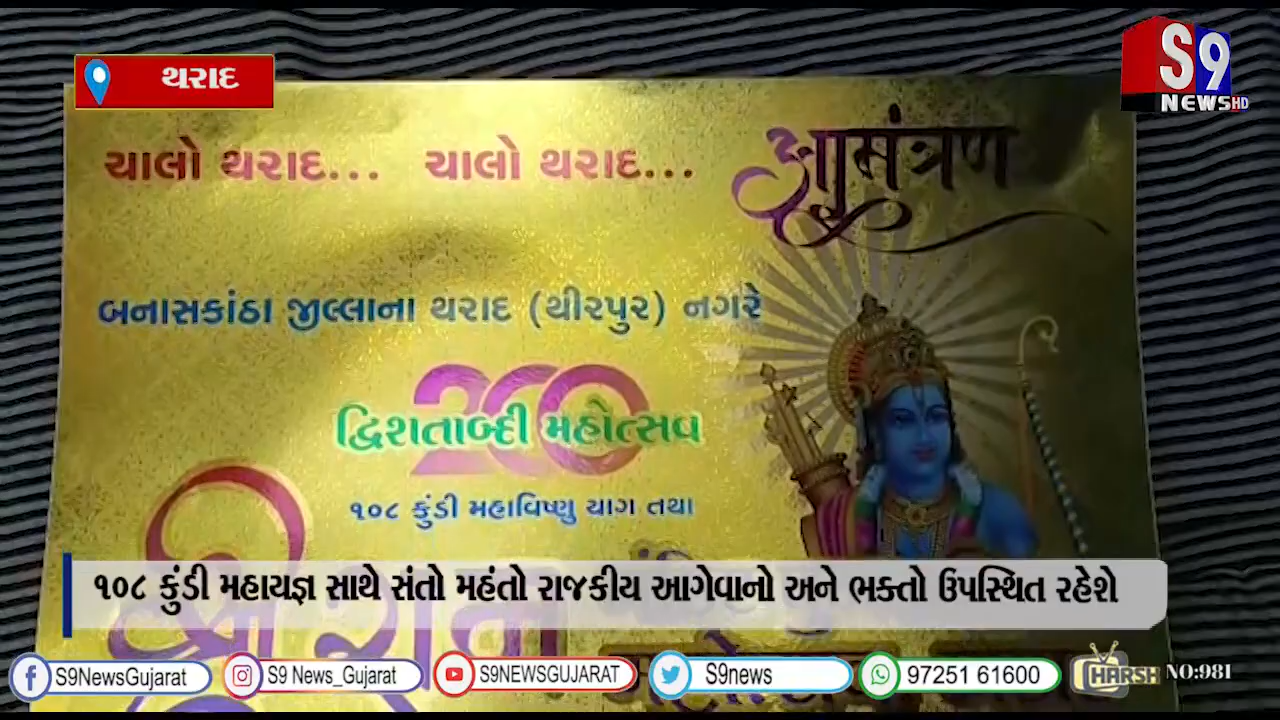 થરાદ
S9
NEWS HD
ચાલો થરાદ... ચાલો થરાદ...
આમંત્રણ
બનાસકાંઠા જીલ્લાના થરાદ (થીરપુર) નગરે
200
દ્વિશતાબ્દી મહોત્સવ
૧૦૮ કુંડી મહાવિષ્ણુ યાગ તથા
૧૦૮ કુંડી મહાયજ્ઞ સાથે સંતો મહંતો રાજકીય આગેવાનો અને ભક્તો ઉપસ્થિત રહેશે
શ્રી રામ
S9NewsGujarat
S9 News_Gujarat
S9NEWSGUJARAT
S9news
97251 61600
CHARSH NO:981